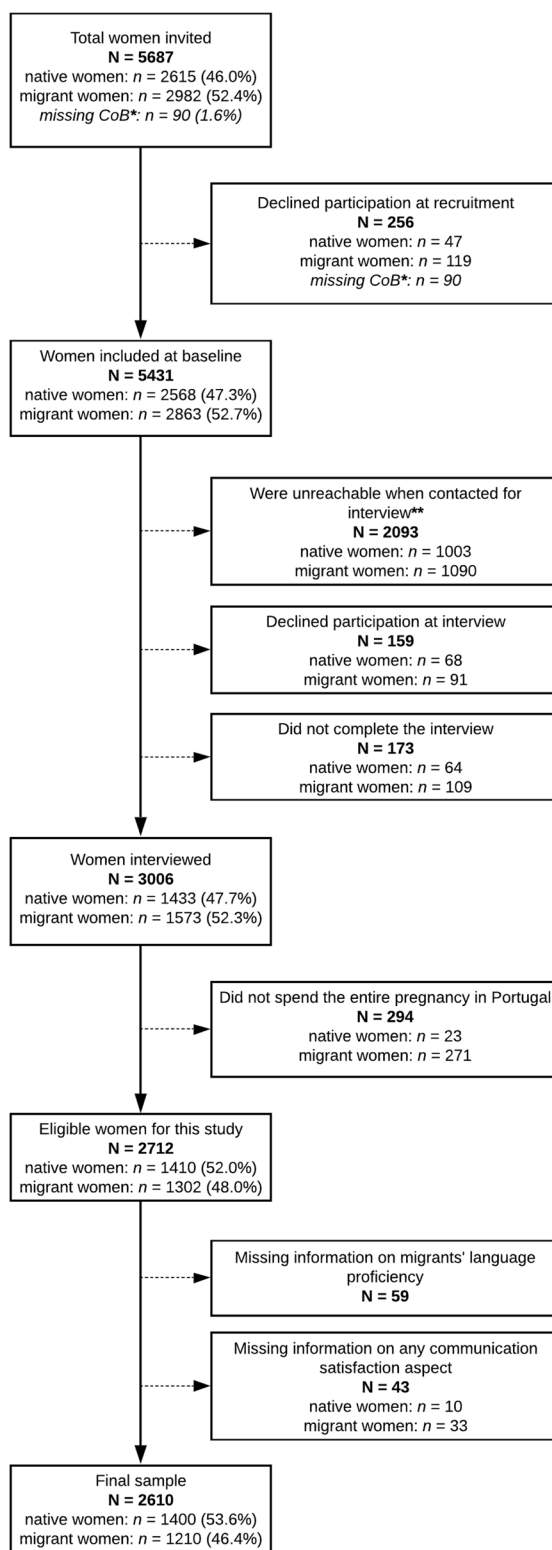 Total women invited
N = 5687
native women: n = 2615 (46.0%)
migrant women: n = 2982 (52.4%)
missing CoB*: n = 90 (1.6%)
Declined participation at recruitment
N = 256
native women: n = 47
migrant women: n = 119
missing CoB*: n = 90
Women included at baseline
N = 5431
native women: n = 2568 (47.3%)
migrant women: n = 2863 (52.7%)
Were unreachable when contacted for
interview**
N = 2093
native women: n = 1003
migrant women: n = 1090
Declined participation at interview
N = 159
native women: n = 68
migrant women: n = 91
Did not complete the interview
N = 173
native women: n = 64
migrant women: n = 109
Women interviewed
N = 3006
native women: n = 1433 (47.7%)
migrant women: n = 1573 (52.3%)
Did not spend the entire pregnancy in Portugal
N = 294
native women: n = 23
migrant women: n = 271
Eligible women for this study
N = 2712
native women: n = 1410 (52.0%)
migrant women: n = 1302 (48.0%)
Missing information on migrants' language
proficiency
N = 59
Missing information on any communication
satisfaction aspect
N = 43
native women: n = 10
migrant women: n = 33
Final sample
N = 2610
native women: n = 1400 (53.6%)
migrant women: n = 1210 (46.4%)